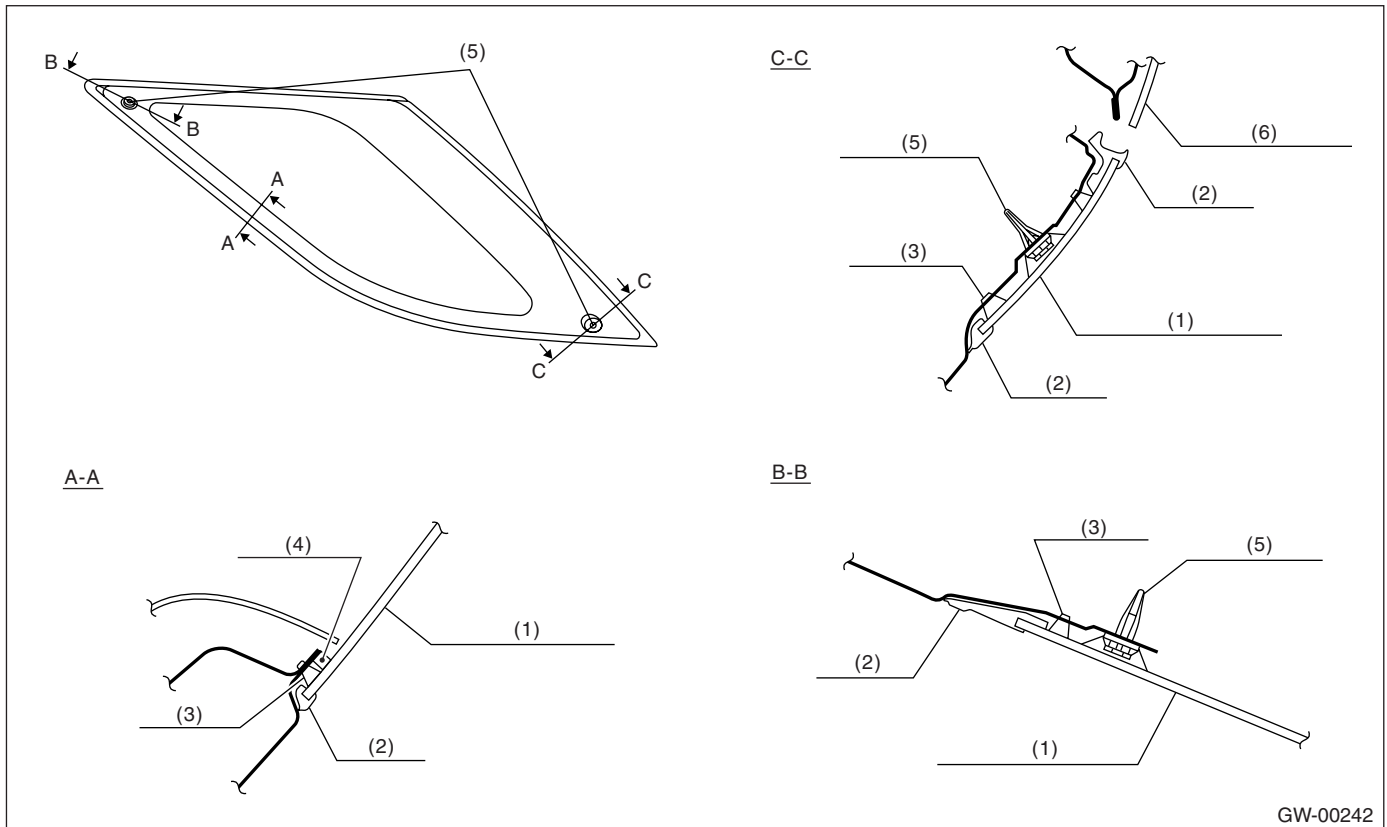 (5)
B
B
A
A
C
C
C-C
(5)
(6)
(2)
(3)
(1)
(2)
A-A
(4)
(1)
(3)
(2)
B-B
(3)
(5)
(2)
(1)
GW-00242